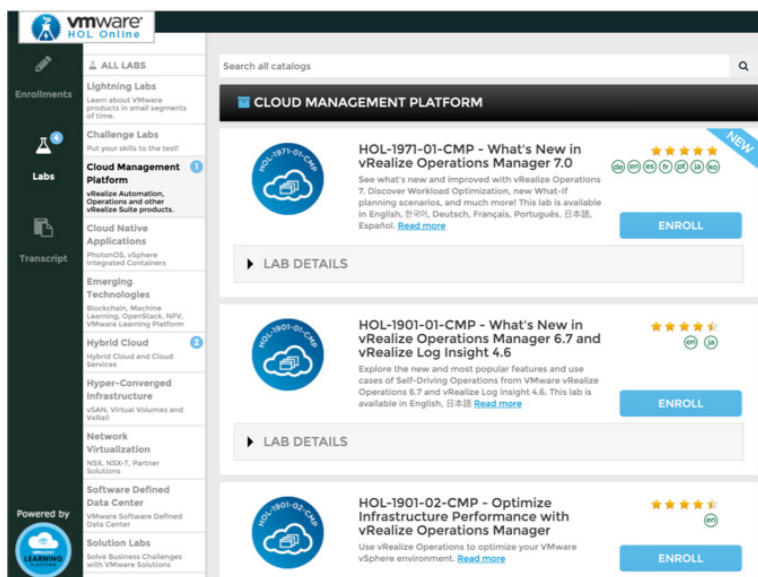 vmware®
HOL Online
Enrollments
4
Labs
Transcript
Powered by
vmware
LEARNING
PLATFORM
ALL LABS
Lightning Labs
Learn about VMware
products in small segments
of time.
Challenge Labs
Put your skills to the test!
Cloud Management
Platform
1
vRealize Automation,
Operations and other
vRealize Suite products.
Cloud Native
Applications
PhotonOS, vSphere
Integrated Containers
Emerging
Technologies
Blockchain, Machine
Learning, OpenStack, NFV,
VMware Learning Platform
Hybrid Cloud
2
Hybrid Cloud and Cloud
Services
Hyper-Converged
Infrastructure
vSAN, Virtual Volumes and
VxRail
Network
Virtualization
NSX, NSX-T, Partner
Solutions
Software Defined
Data Center
VMware Software Defined
Data Center
Solution Labs
Solve Business Challenges
with VMware Solutions
Search all catalogs
CLOUD MANAGEMENT PLATFORM
HOL-1971-01-CMP
HOL-1971-01-CMP - What's New in
vRealize Operations Manager 7.0
See what's new and improved with vRealize Operations
7. Discover Workload Optimization, new What-If
planning scenarios, and much more! This lab is available
in English, 한국어, Deutsch, Français, Português, 日本語,
Español. Read more
NEW
de en es fr pt ja ko
ENROLL
LAB DETAILS
HOL-1901-01-CMP
HOL-1901-01-CMP - What's New in
vRealize Operations Manager 6.7 and
vRealize Log Insight 4.6
Explore the new and most popular features and use
cases of Self-Driving Operations from VMware vRealize
Operations 6.7 and vRealize Log Insight 4.6. This lab is
available in English, 日本語 Read more
en ja
ENROLL
LAB DETAILS
HOL-1901-02-CMP
HOL-1901-02-CMP - Optimize
Infrastructure Performance with
vRealize Operations Manager
Use vRealize Operations to optimize your VMware
vSphere environment. Read more
en
ENROLL